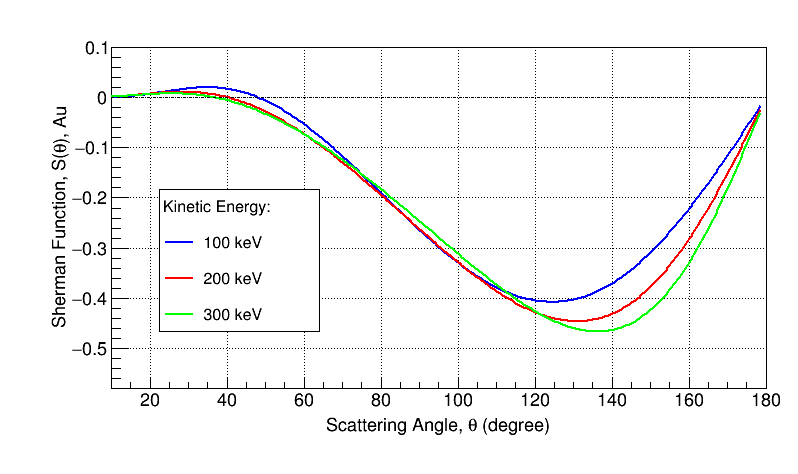 Sherman Function, S(θ), Au
0.1
0
−0.1
−0.2
−0.3
−0.4
−0.5
Kinetic Energy:
100 keV
200 keV
300 keV
20 40 60 80 100 120 140 160 180
Scattering Angle, θ (degree)